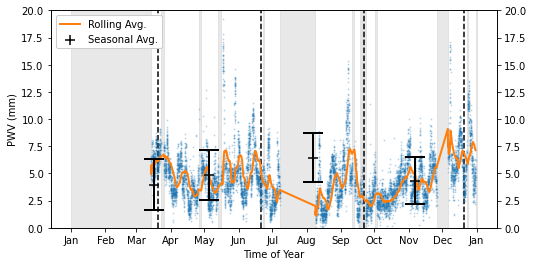 20.0 20.0
Rolling Avg.
Seasonal Avg.
17.5 17.5
15.0 15.0
12.5 12.5
10.0 10.0
7.5 7.5
5.0 5.0
2.5 2.5
0.0 0.0
PWV (mm)
Jan Feb Mar Apr May Jun Jul Aug Sep Oct Nov Dec Jan
Time of Year